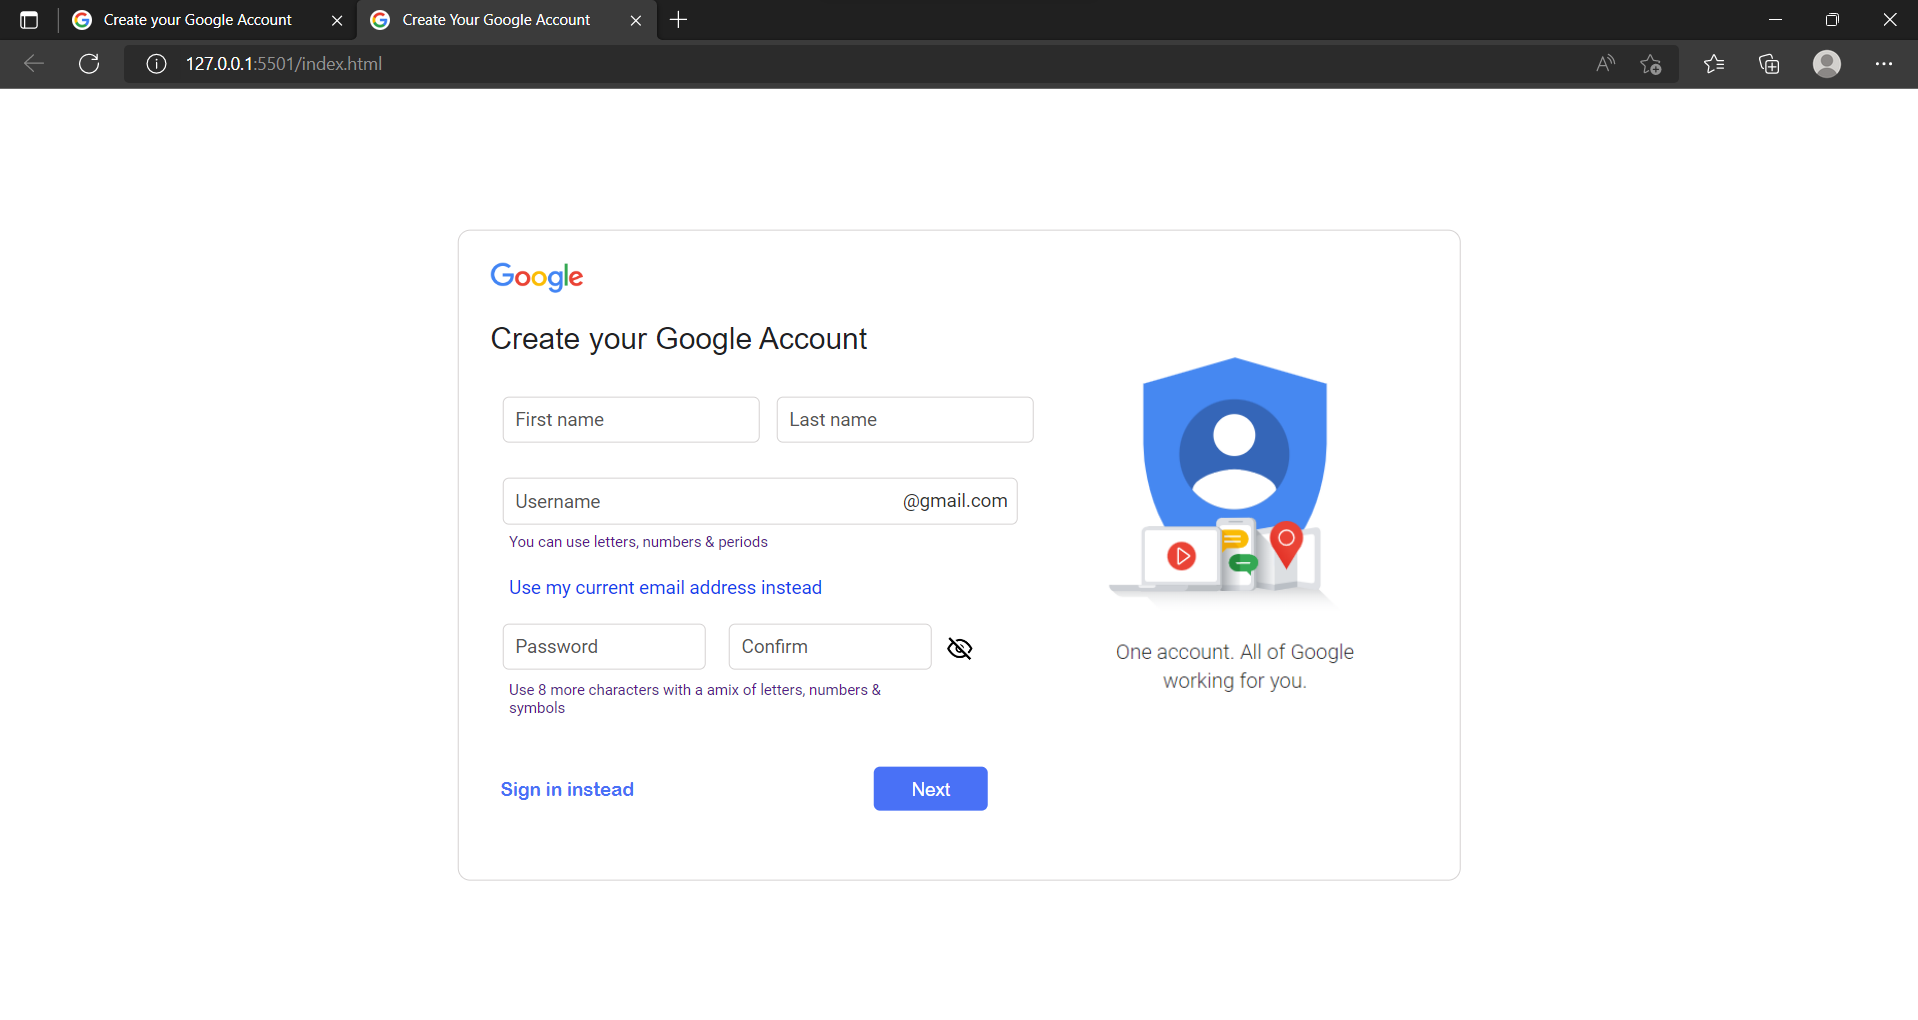 Create your Google Account
Create Your Google Account
127.0.0.1:5501/index.html
Google
Create your Google Account
First name
Last name
Username
@gmail.com
You can use letters, numbers & periods
Use my current email address instead
Password
Confirm
Use 8 more characters with a amix of letters, numbers &
symbols
Sign in instead
Next
One account. All of Google
working for you.